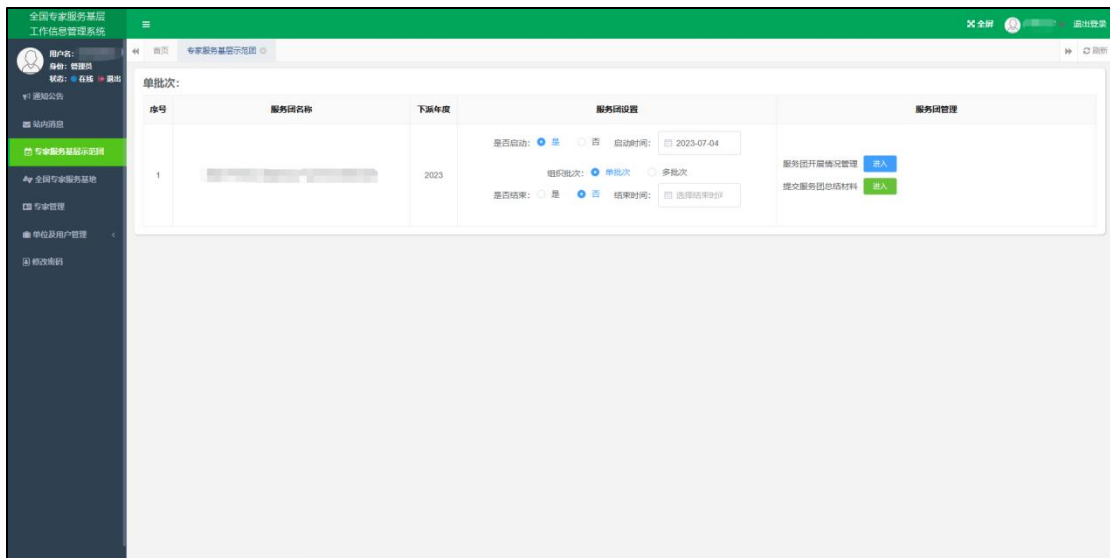 全国专家服务基层
工作信息管理系统
全屏
退出登录
用户名：
身份：管理员
状态：在线 退出
首页 专家服务基层示范团
刷新
通知公告
站内消息
专家服务基层示范团
全国专家服务基地
专家管理
单位及用户管理
修改密码
单批次：
序号 服务团名称 下派年度 服务团设置 服务团管理
1 2023
是否启动： 是 否 启动时间： 2023-07-04
组织批次： 单批次 多批次
是否结束： 是 否 结束时间： 选择结束时间
服务团开展情况管理 进入
提交服务团总结材料 进入